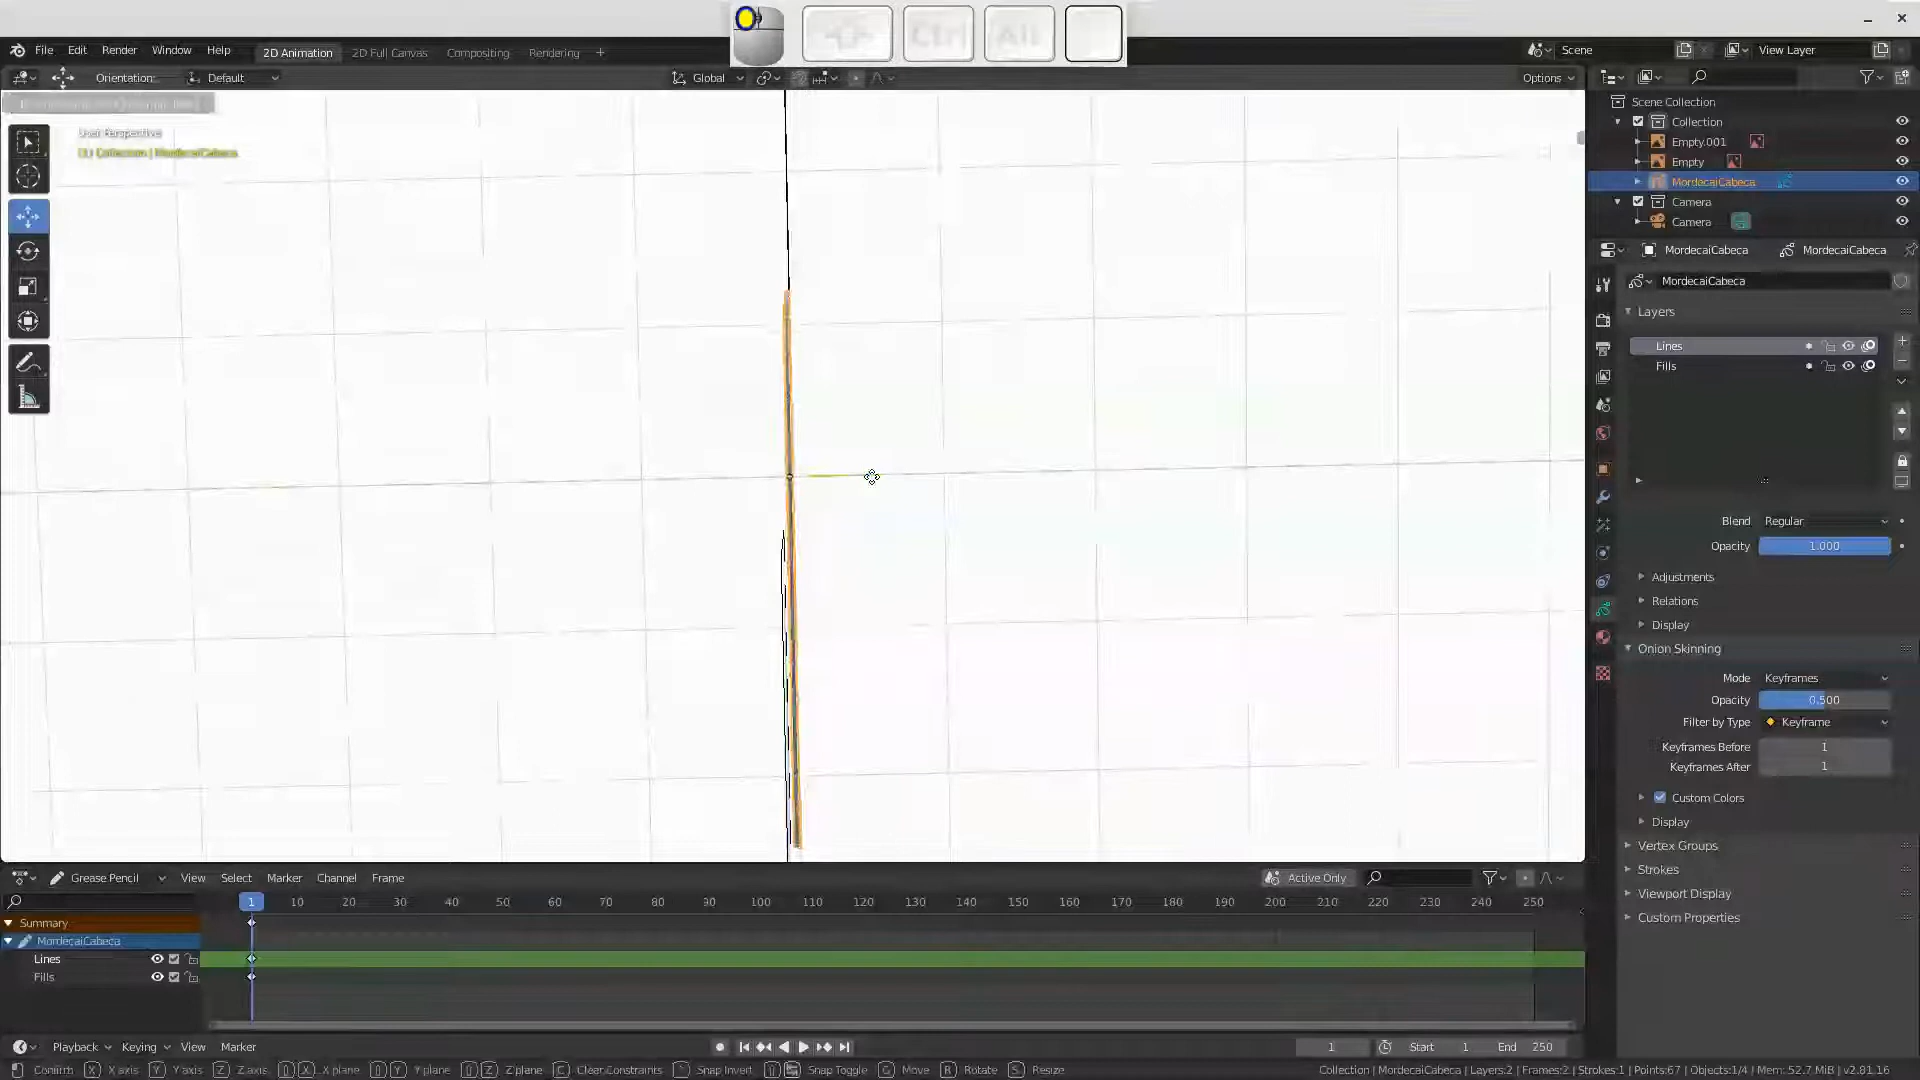 Ctrl Alt
File Edit Render Window Help 2D Animation 2D Full Canvas Compositing Rendering + Scene View Layer
Orientation: Default Global Options
User Perspective
(1) Collection | MordecaiCabeca
Scene Collection
Collection
Empty.001
Empty
MordecaiCabeca
Camera
Camera
MordecaiCabeca MordecaiCabeca
MordecaiCabeca
Layers
Lines
Fills
Blend Regular
Opacity 1.000
Adjustments
Relations
Display
Onion Skinning
Mode Keyframes
Opacity 0.500
Filter by Type Keyframe
Keyframes Before 1
Keyframes After 1
Custom Colors
Display
Vertex Groups
Strokes
Viewport Display
Custom Properties
Grease Pencil View Select Marker Channel Frame Active Only
1 10 20 30 40 50 60 70 80 90 100 110 120 130 140 150 160 170 180 190 200 210 220 230 240 250
Summary
MordecaiCabeca
Lines
Fills
Playback Keying View Marker 1 Start 1 End 250
Confirm X X axis Y Y axis Z Z axis X X plane Y Y plane Z Z plane C Clear Constraints Snap Invert Snap Toggle G Move R Rotate S Resize Collection | MordecaiCabeca | Layers:2 | Frames:2 | Strokes:1 | Points:67 | Objects:1/4 | Mem: 52.7 MiB | v2.81.16